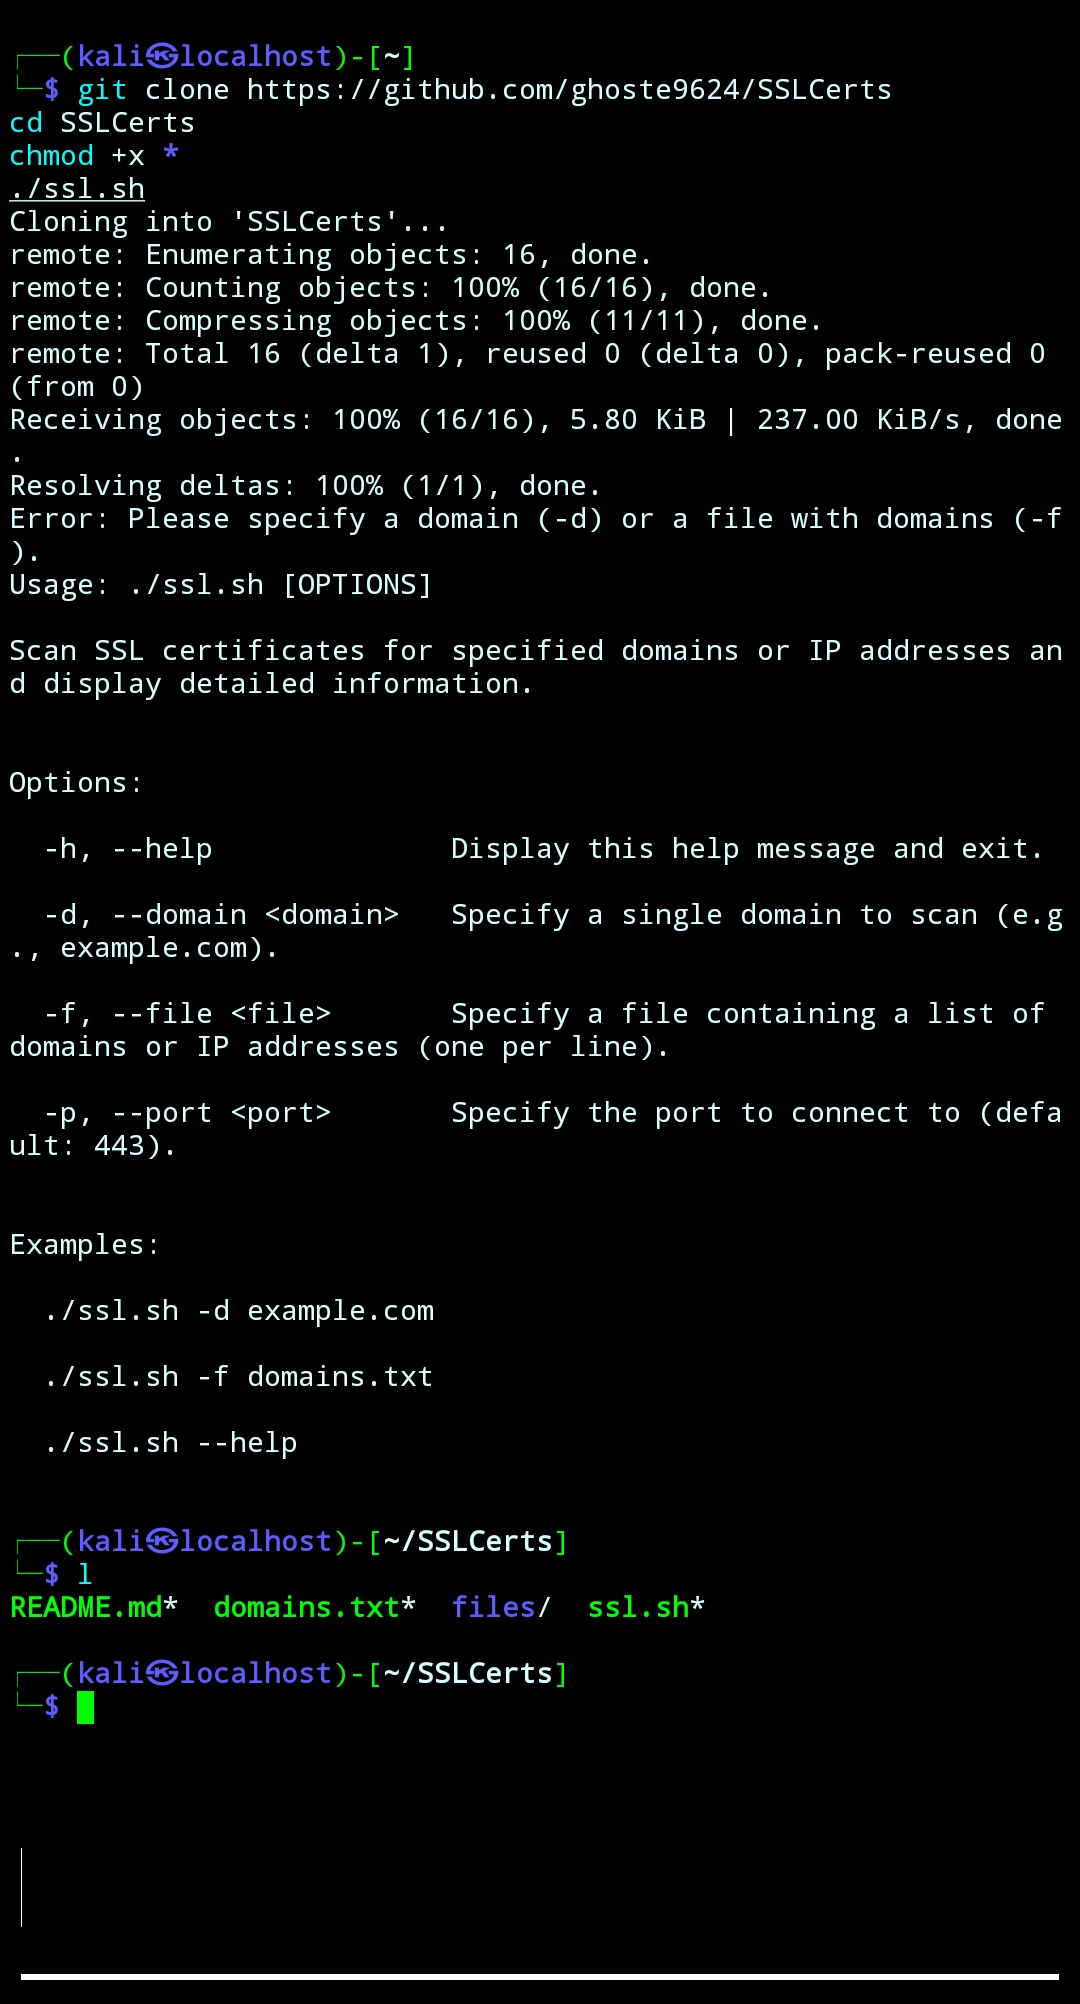 ┌──(kali㉿localhost)-[~]
└─$ git clone https://github.com/ghoste9624/SSLCerts
cd SSLCerts
chmod +x *
./ssl.sh
Cloning into 'SSLCerts'...
remote: Enumerating objects: 16, done.
remote: Counting objects: 100% (16/16), done.
remote: Compressing objects: 100% (11/11), done.
remote: Total 16 (delta 1), reused 0 (delta 0), pack-reused 0
(from 0)
Receiving objects: 100% (16/16), 5.80 KiB | 237.00 KiB/s, done
.
Resolving deltas: 100% (1/1), done.
Error: Please specify a domain (-d) or a file with domains (-f
).
Usage: ./ssl.sh [OPTIONS]
Scan SSL certificates for specified domains or IP addresses an
d display detailed information.
Options:
  -h, --help              Display this help message and exit.
  -d, --domain <domain>   Specify a single domain to scan (e.g
., example.com).
  -f, --file <file>       Specify a file containing a list of
domains or IP addresses (one per line).
  -p, --port <port>       Specify the port to connect to (defa
ult: 443).
Examples:
  ./ssl.sh -d example.com
  ./ssl.sh -f domains.txt
  ./ssl.sh --help
┌──(kali㉿localhost)-[~/SSLCerts]
└─$ l
README.md*  domains.txt*  files/  ssl.sh*
┌──(kali㉿localhost)-[~/SSLCerts]
└─$